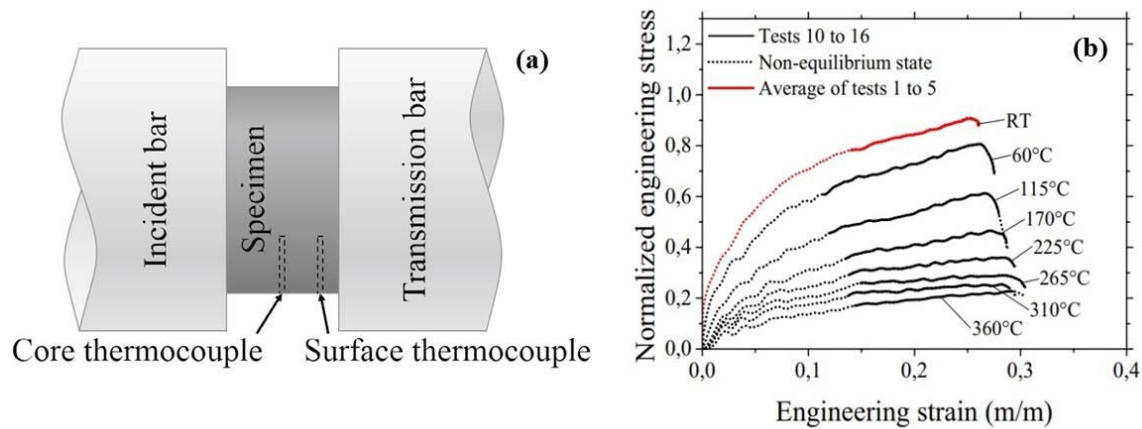 (a)
Incident bar
Specimen
Transmission bar
Core thermocouple
Surface thermocouple
(b)
Normalized engineering stress
1,2
1,0
0,8
0,6
0,4
0,2
0,0
Tests 10 to 16
Non-equilibrium state
Average of tests 1 to 5
RT
60°C
115°C
170°C
225°C
265°C
310°C
360°C
0,0
0,1
0,2
0,3
0,4
Engineering strain (m/m)